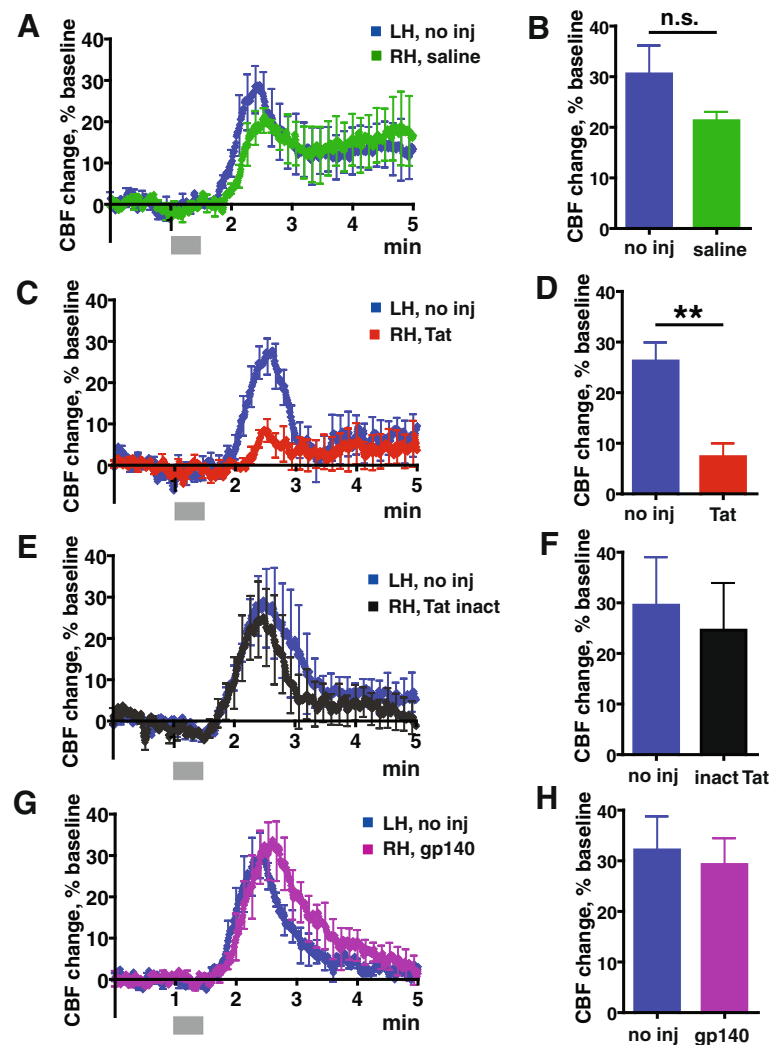 A
CBF change, % baseline
40
30
20
10
0
1
2
3
4
5
min
LH, no inj
RH, saline
B
CBF change, % baseline
40
30
20
10
0
n.s.
no inj
saline
C
CBF change, % baseline
40
30
20
10
0
1
2
3
4
5
min
LH, no inj
RH, Tat
D
CBF change, % baseline
40
30
20
10
0
**
no inj
Tat
E
CBF change, % baseline
40
30
20
10
0
1
2
3
4
5
min
LH, no inj
RH, Tat inact
F
CBF change, % baseline
40
30
20
10
0
no inj
inact Tat
G
CBF change, % baseline
40
30
20
10
0
1
2
3
4
5
min
LH, no inj
RH, gp140
H
CBF change, % baseline
40
30
20
10
0
no inj
gp140